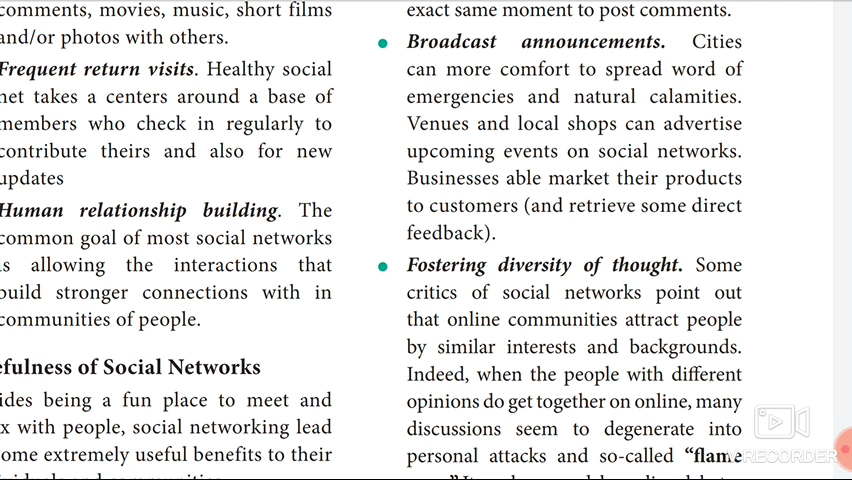 comments, movies, music, short films
and/or photos with others.
Frequent return visits. Healthy social
net takes a centers around a base of
members who check in regularly to
contribute theirs and also for new
updates
Human relationship building. The
common goal of most social networks
is allowing the interactions that
build stronger connections with in
communities of people.
efulness of Social Networks
ides being a fun place to meet and
x with people, social networking lead
ome extremely useful benefits to their
exact same moment to post comments.
• Broadcast announcements. Cities
can more comfort to spread word of
emergencies and natural calamities.
Venues and local shops can advertise
upcoming events on social networks.
Businesses able market their products
to customers (and retrieve some direct
feedback).
• Fostering diversity of thought. Some
critics of social networks point out
that online communities attract people
by similar interests and backgrounds.
Indeed, when the people with different
opinions do get together on online, many
discussions seem to degenerate into
personal attacks and so-called “flame
RECORDER